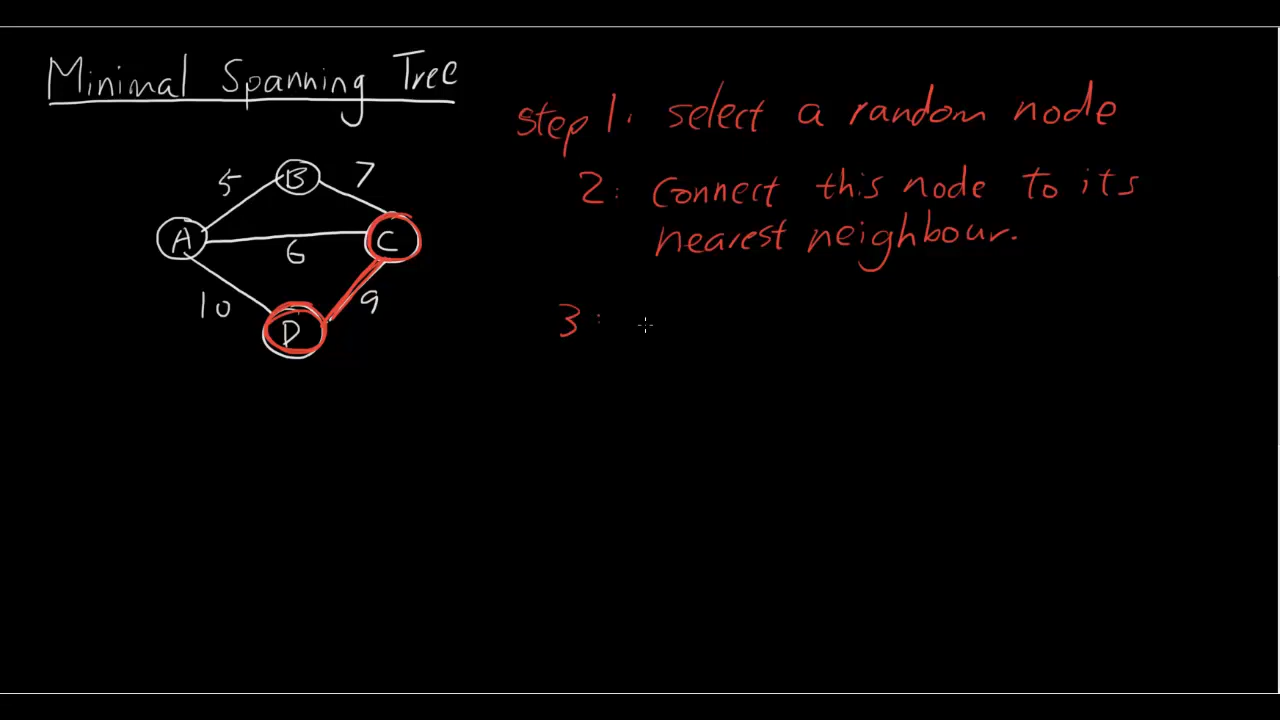 Minimal Spanning Tree
step 1: select a random node
2: Connect this node to its
nearest neighbour.
3:
5
B
7
A
6
C
10
9
D